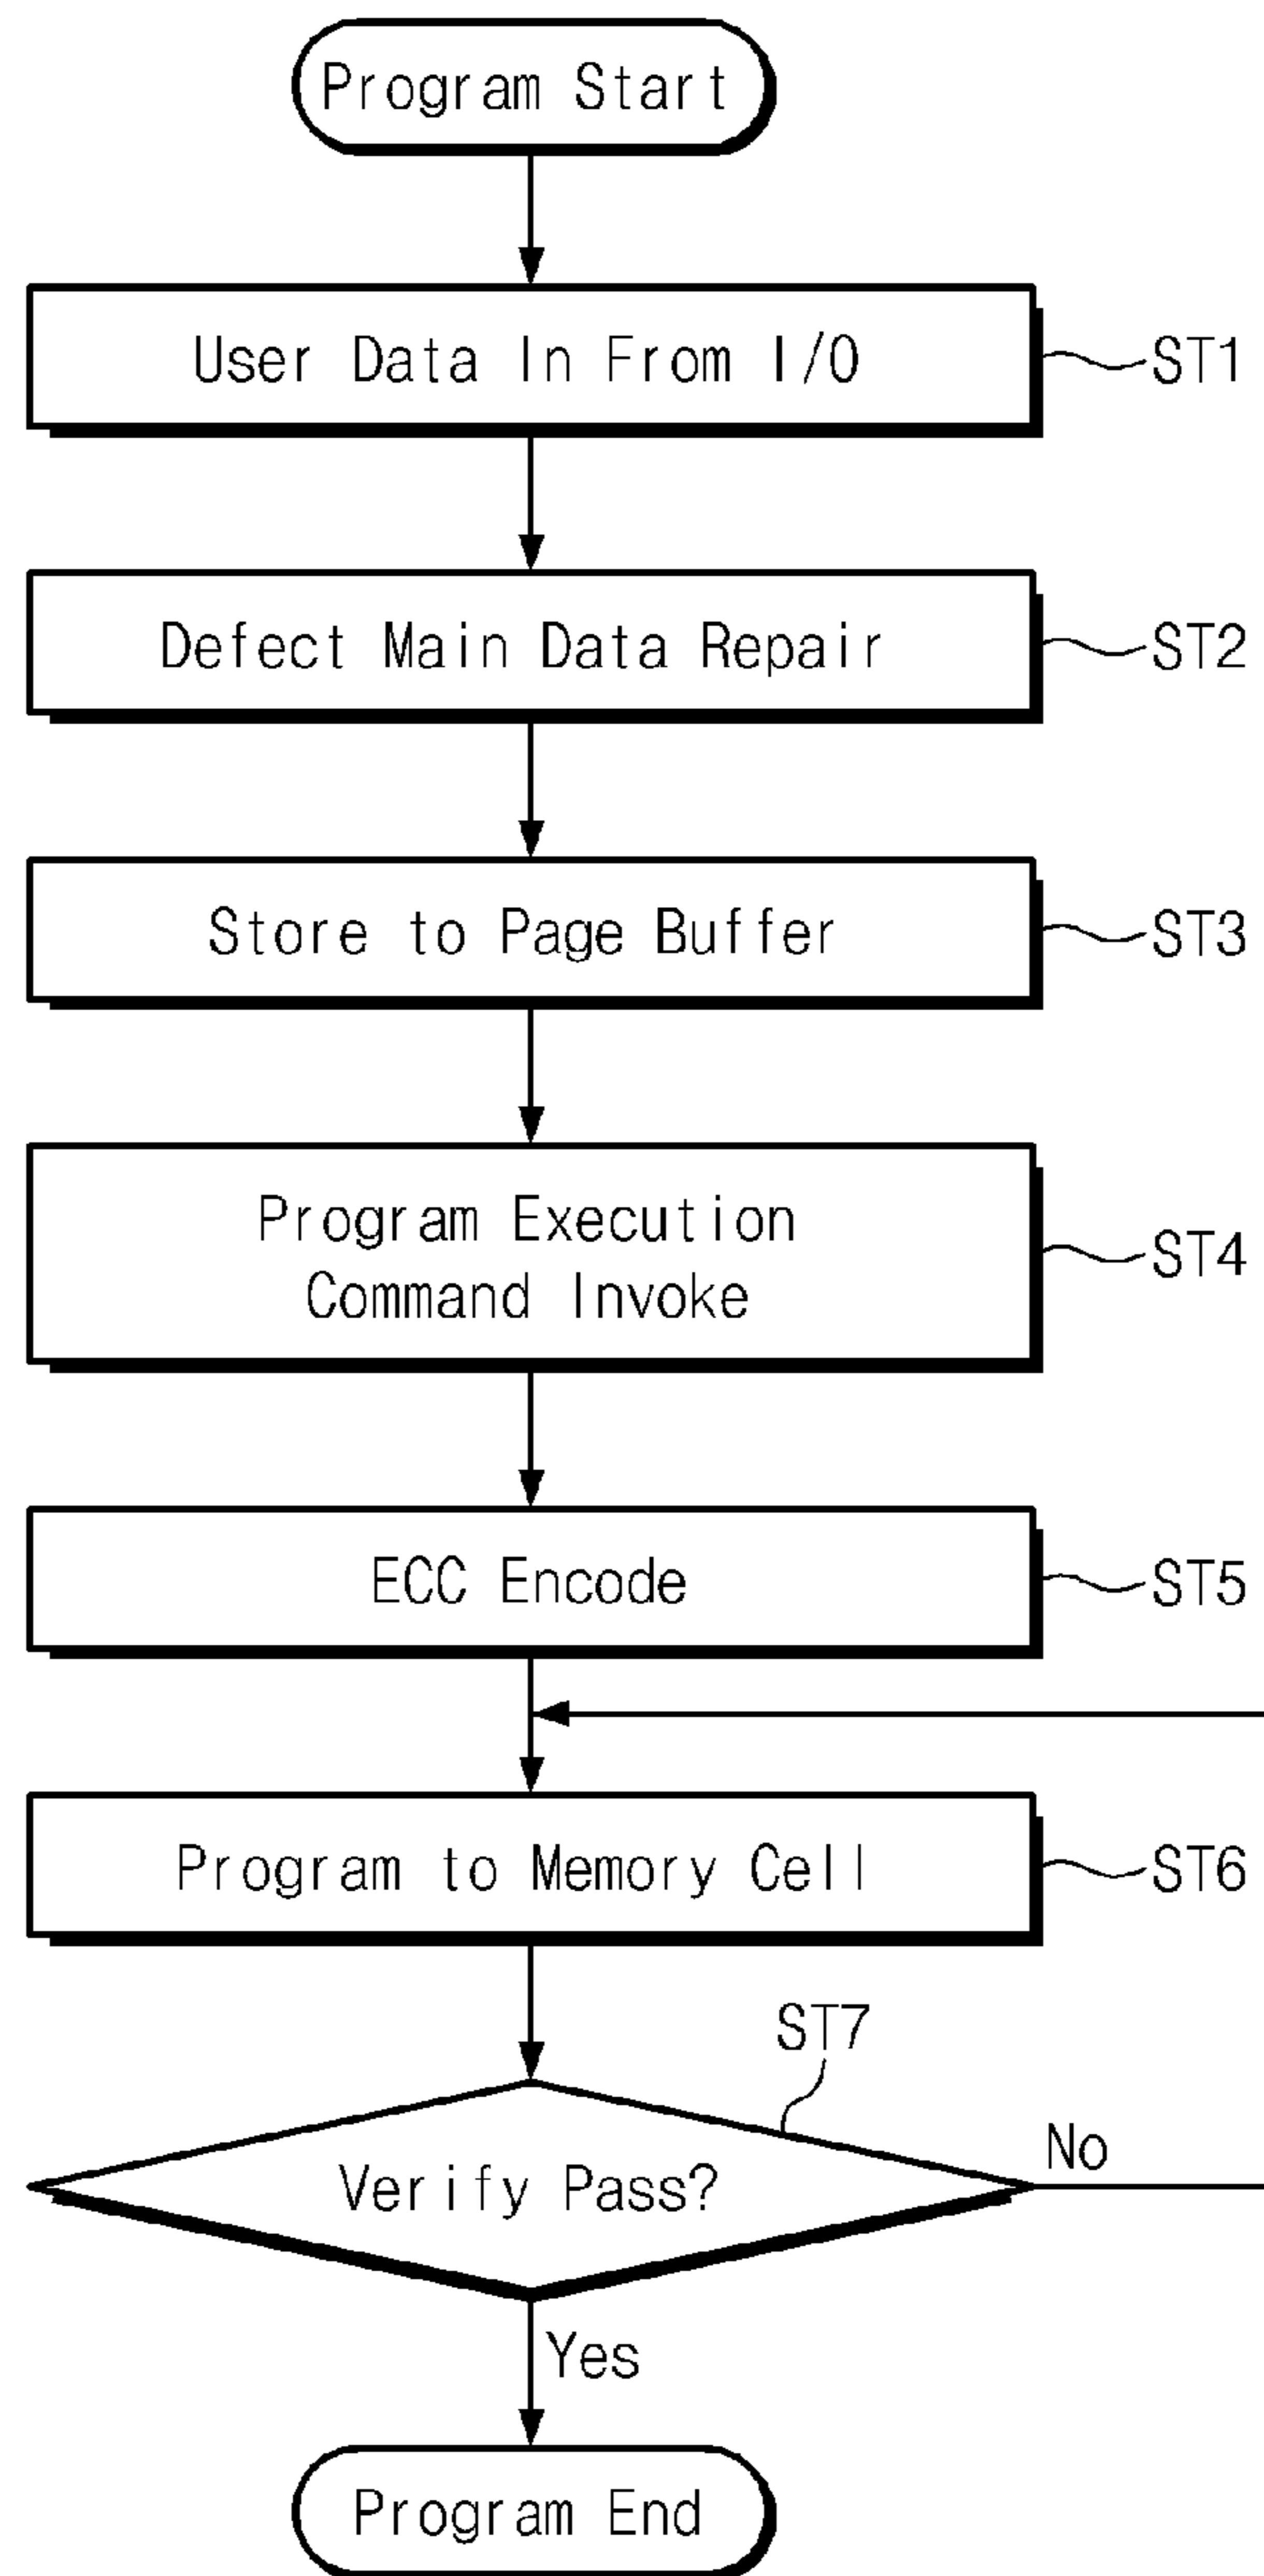 Program Start
User Data In From I/O
ST1
Defect Main Data Repair
ST2
Store to Page Buffer
ST3
Program Execution
Command Invoke
ST4
ECC Encode
ST5
Program to Memory Cell
ST6
ST7
Verify Pass?
No
Yes
Program End